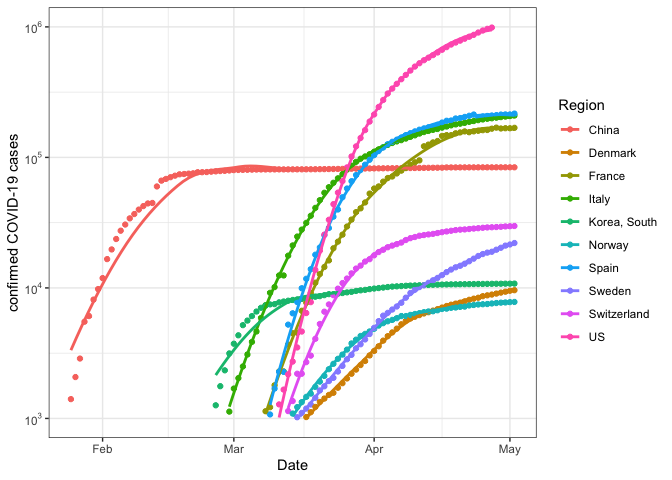 confirmed COVID-19 cases
10^6
10^5
10^4
10^3
Feb
Mar
Apr
May
Date
Region
China
Denmark
France
Italy
Korea, South
Norway
Spain
Sweden
Switzerland
US